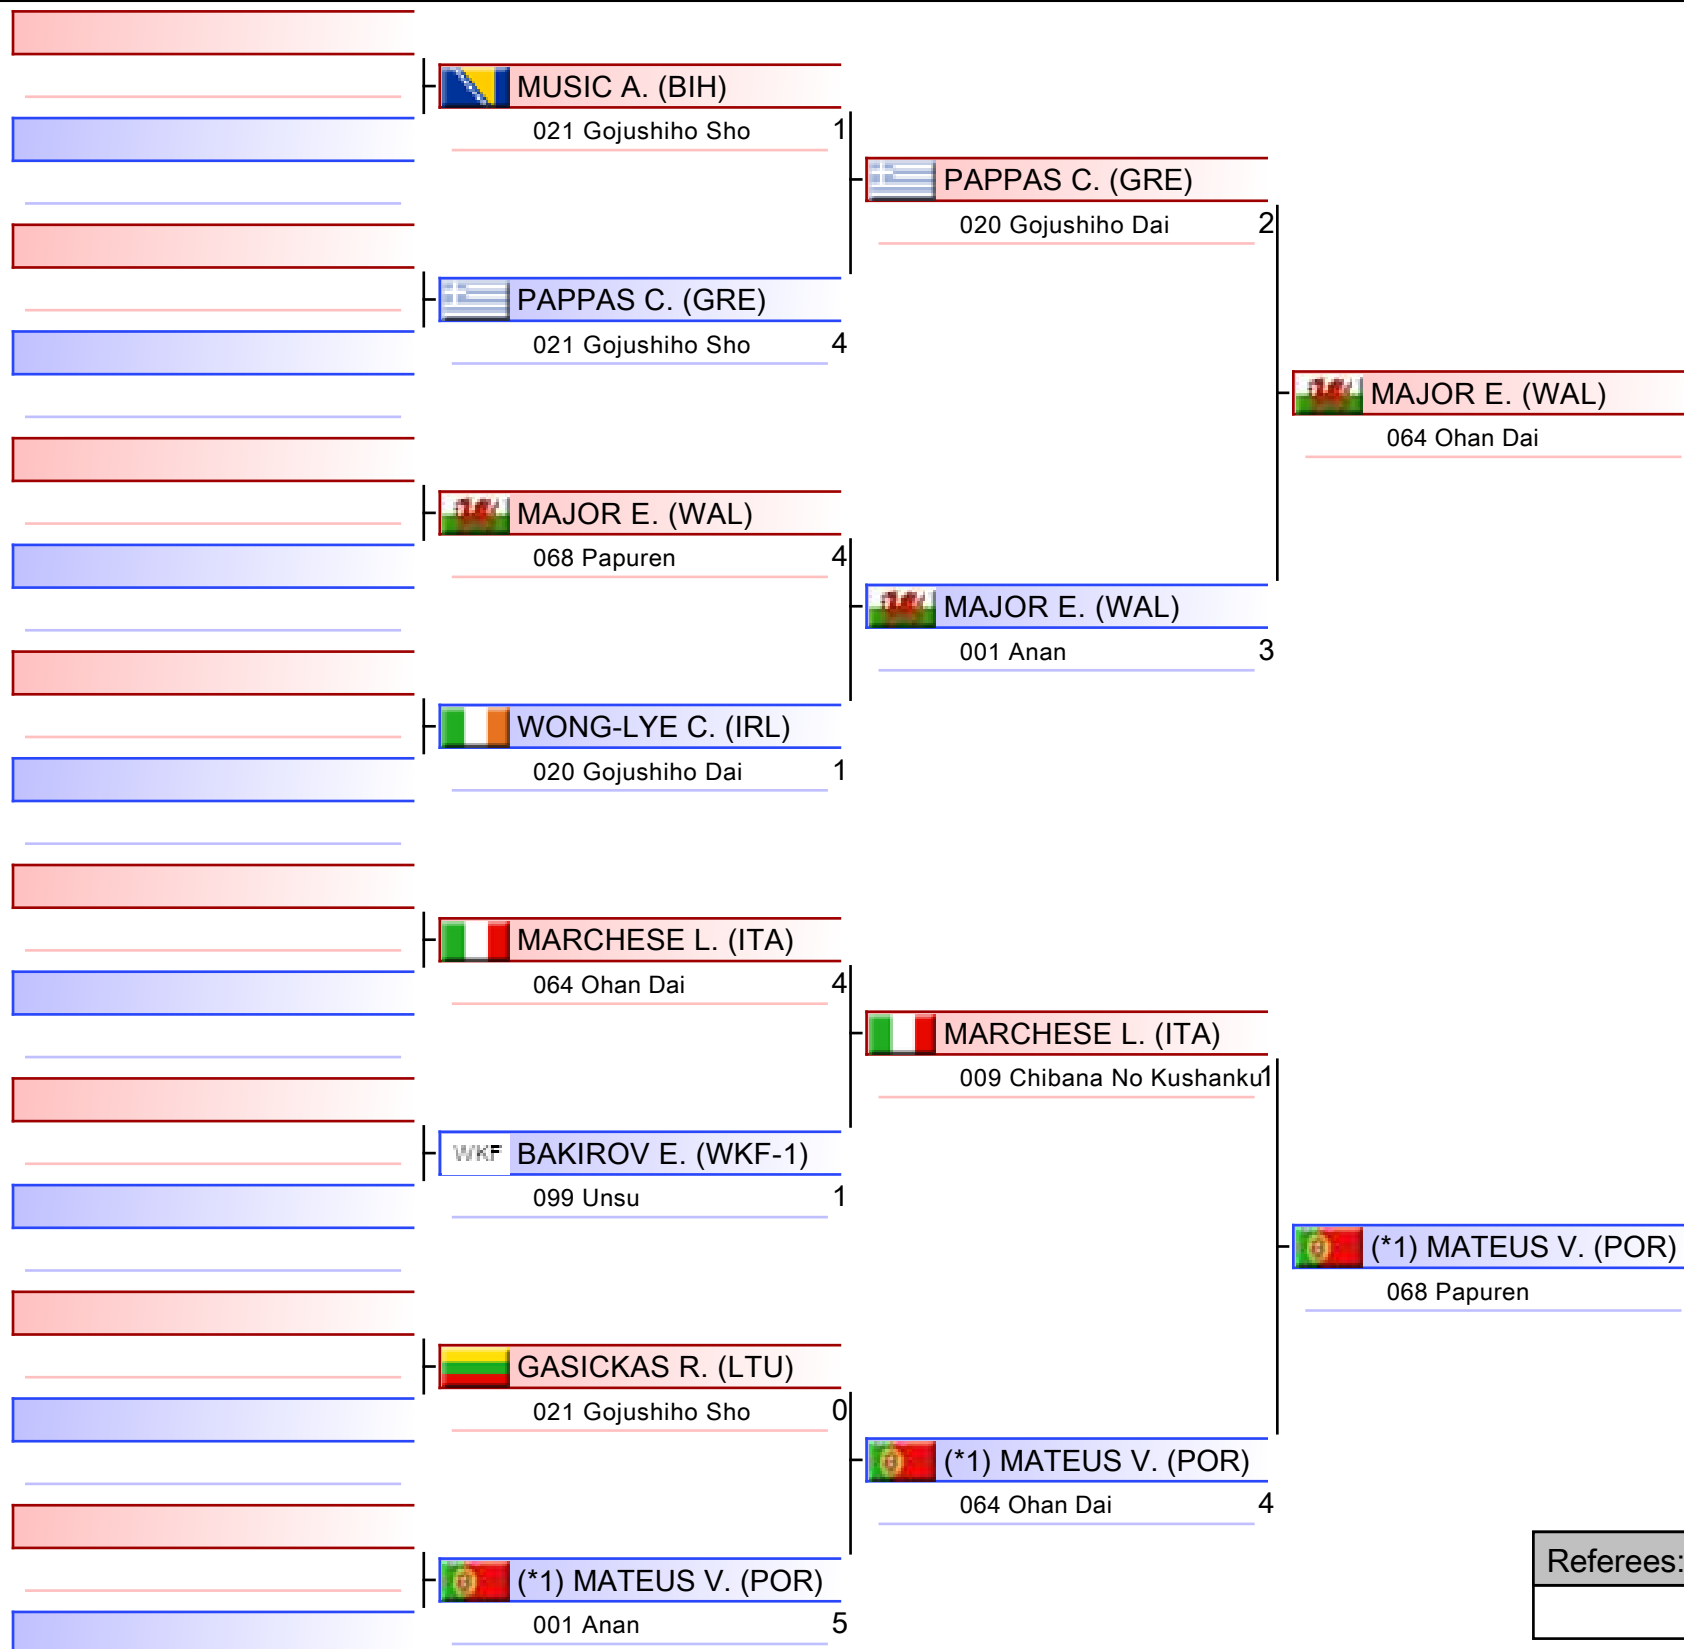 MUSIC A. (BIH)
021 Gojushiho Sho 1
PAPPAS C. (GRE)
021 Gojushiho Sho 4
MAJOR E. (WAL)
068 Papuren 4
WONG-LYE C. (IRL)
020 Gojushiho Dai 1
MARCHESE L. (ITA)
064 Ohan Dai 4
WKF BAKIROV E. (WKF-1)
099 Unsu 1
GASICKAS R. (LTU)
021 Gojushiho Sho 0
(*1) MATEUS V. (POR)
001 Anan 5
PAPPAS C. (GRE)
020 Gojushiho Dai 2
MAJOR E. (WAL)
001 Anan 3
MARCHESE L. (ITA)
009 Chibana No Kushanku 1
(*1) MATEUS V. (POR)
064 Ohan Dai 4
MAJOR E. (WAL)
064 Ohan Dai
(*1) MATEUS V. (POR)
068 Papuren
Referees: